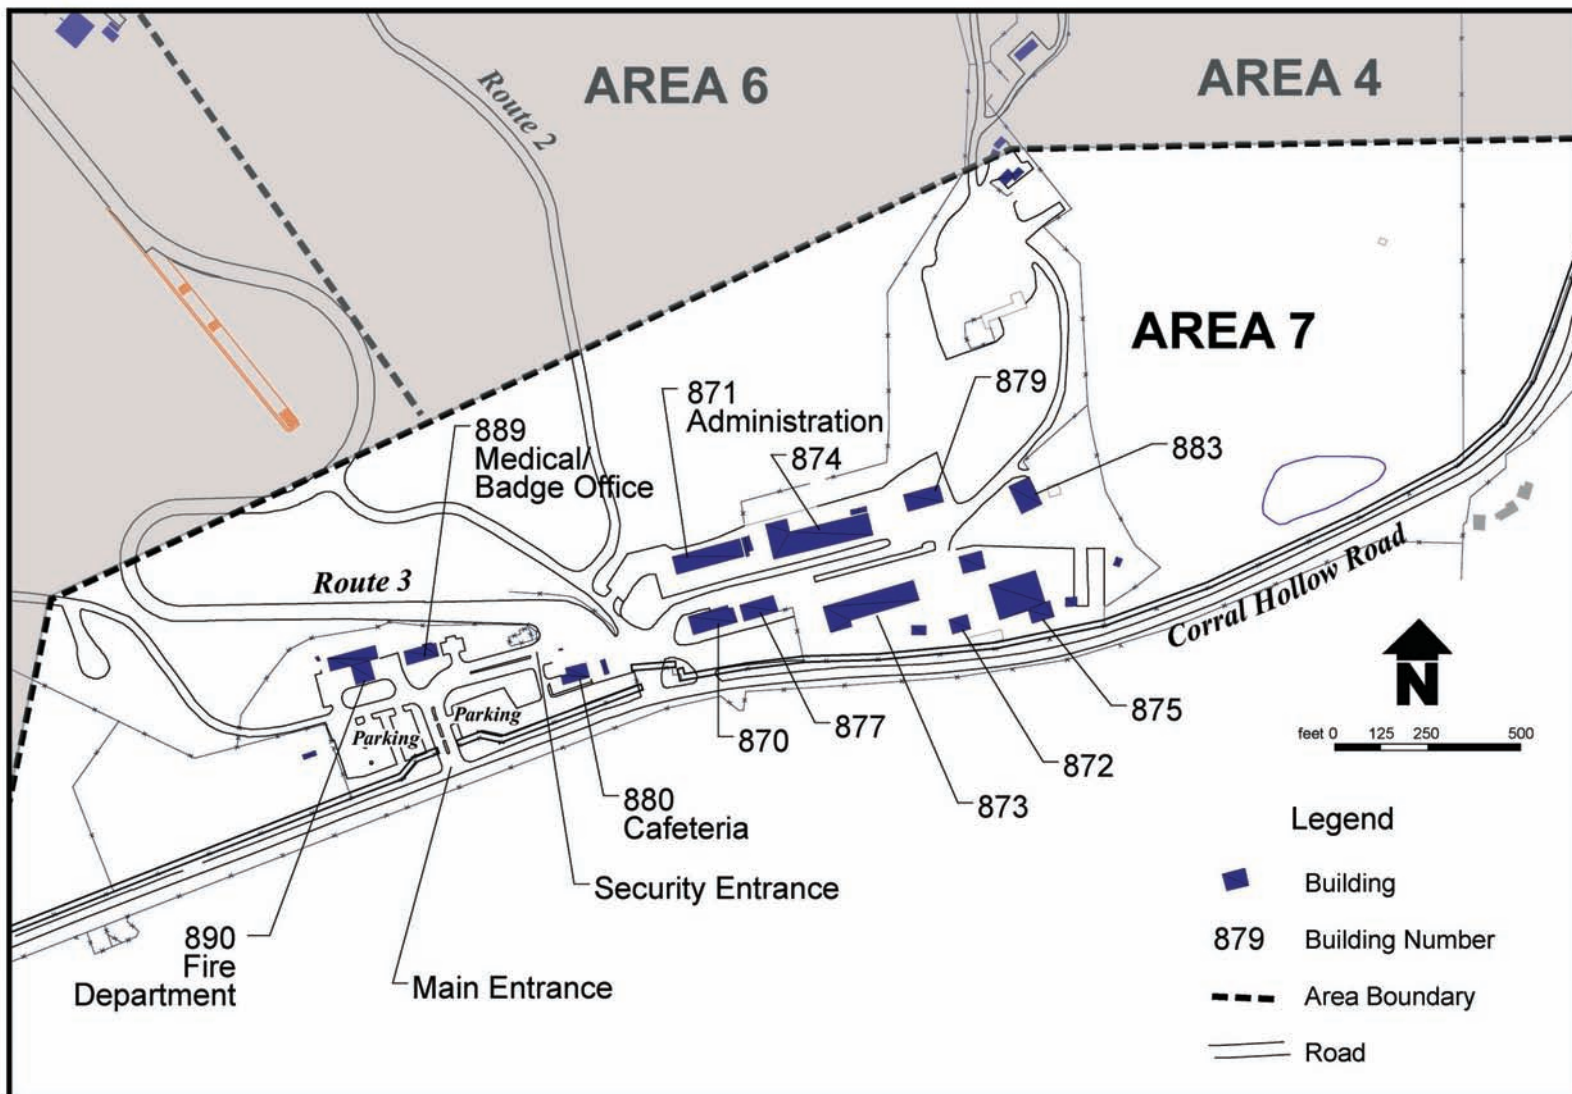 AREA 6
AREA 4
Route 2
AREA 7
871
Administration
879
874
889
Medical/
Badge Office
883
Route 3
Corral Hollow Road
N
feet 0 125 250 500
Parking
Parking
870
877
875
872
873
880
Cafeteria
Security Entrance
890
Fire
Department
Main Entrance
Legend
Building
879 Building Number
Area Boundary
Road